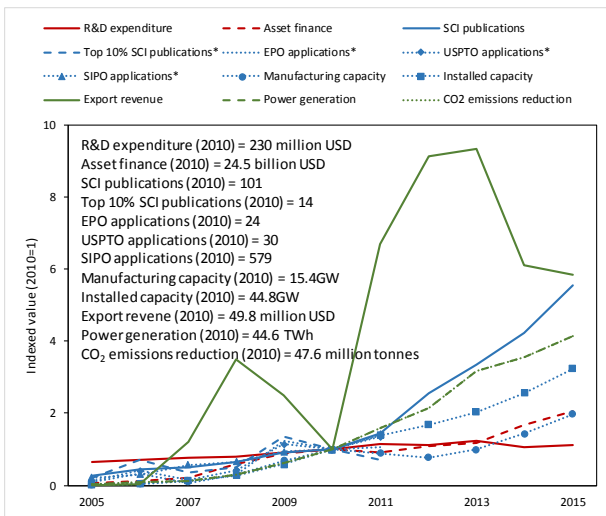 R&D expenditure Asset finance SCI publications
Top 10% SCI publications* EPO applications* USPTO applications*
SIPO applications* Manufacturing capacity Installed capacity
Export revenue Power generation CO2 emissions reduction
10
R&D expenditure (2010) = 230 million USD
Asset finance (2010) = 24.5 billion USD
SCI publications (2010) = 101
8
Top 10% SCI publications (2010) = 14
EPO applications (2010) = 24
USPTO applications (2010) = 30
6
SIPO applications (2010) = 579
Manufacturing capacity (2010) = 15.4GW
Installed capacity (2010) = 44.8GW
Export revene (2010) = 49.8 million USD
Power generation (2010) = 44.6 TWh
4
CO₂ emissions reduction (2010) = 47.6 million tonnes
2
0
Indexed value (2010=1)
2005 2007 2009 2011 2013 2015